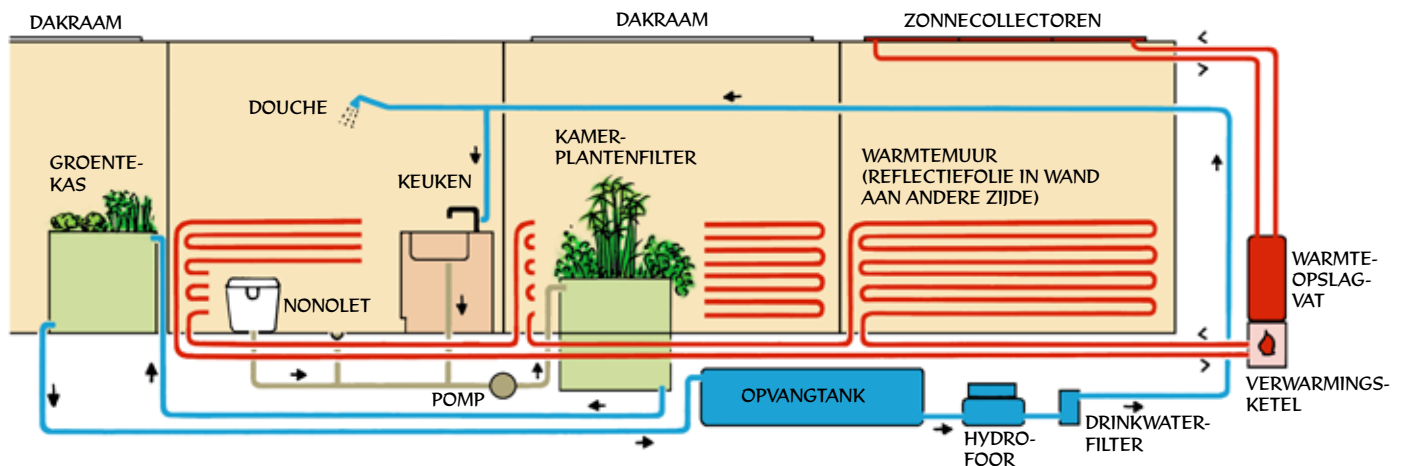 DAKRAAM
DAKRAAM
ZONNECOLLECTOREN
DOUCHE
GROENTE-
KAS
KEUKEN
KAMER-
PLANTENFILTER
WARMTEMUUR
(REFLECTIEFOLIE IN WAND
AAN ANDERE ZIJDE)
NONOLET
WARMTE-
OPSLAG-
VAT
POMP
OPVANGTANK
HYDRO-
FOOR
DRINKWATER-
FILTER
VERWARMINGS-
KETEL